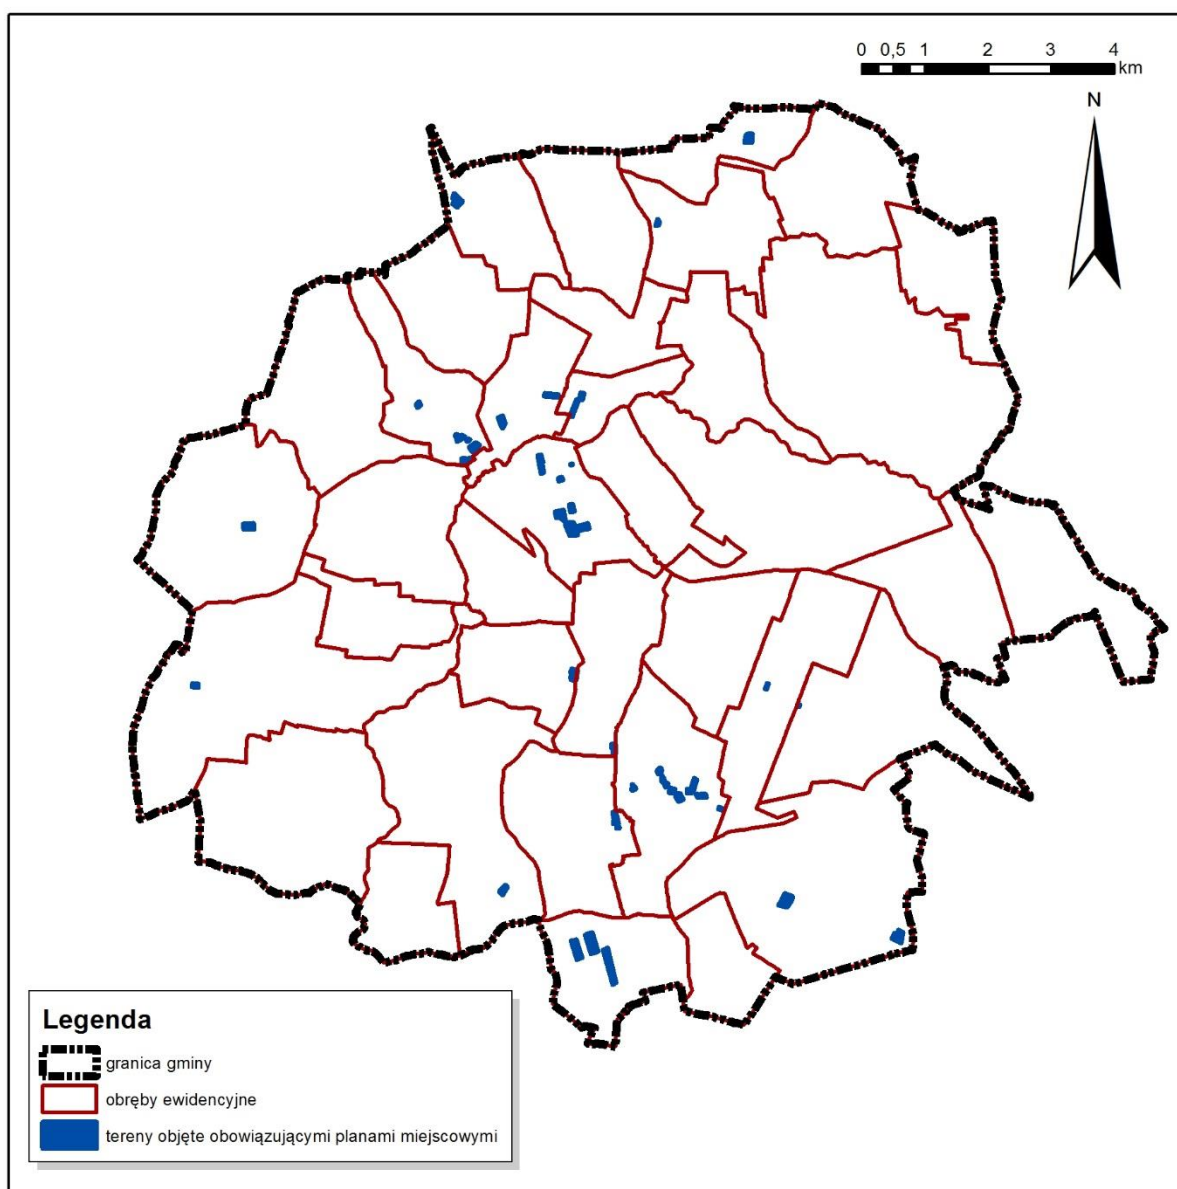 0 0,5 1 2 3 4
km
N
Legenda
granica gminy
obręby ewidencyjne
tereny objęte obowiązującymi planami miejscowymi